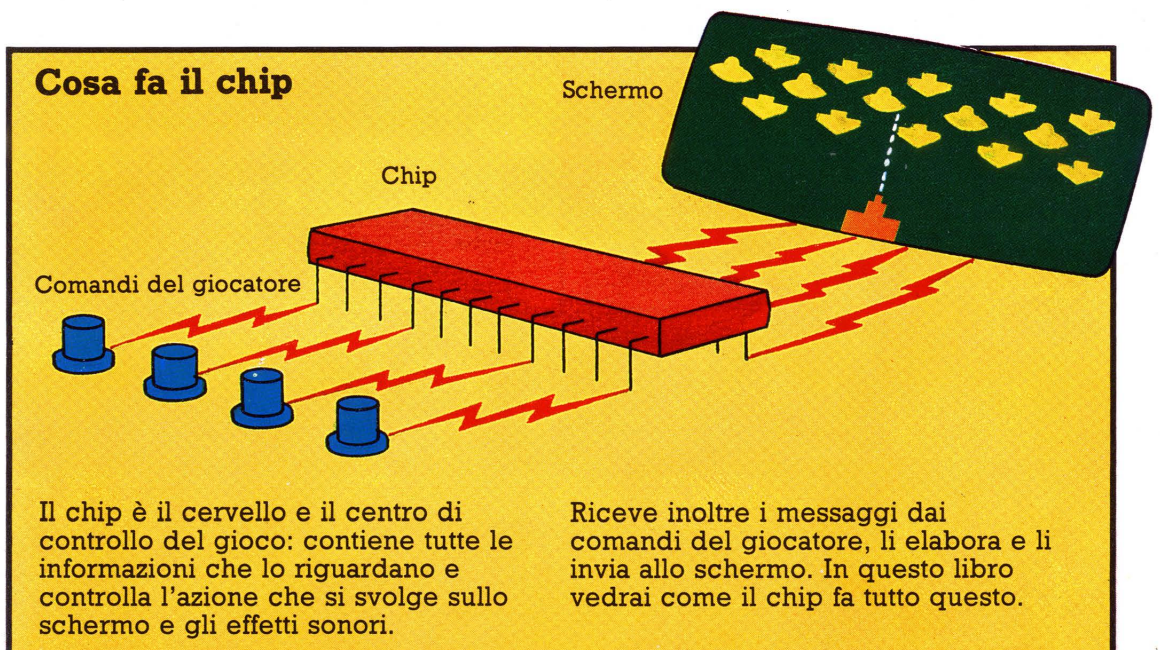 Cosa fa il chip
Schermo
Chip
Comandi del giocatore
Il chip è il cervello e il centro di
controllo del gioco: contiene tutte le
informazioni che lo riguardano e
controlla l'azione che si svolge sullo
schermo e gli effetti sonori.
Riceve inoltre i messaggi dai
comandi del giocatore, li elabora e li
invia allo schermo. In questo libro
vedrai come il chip fa tutto questo.